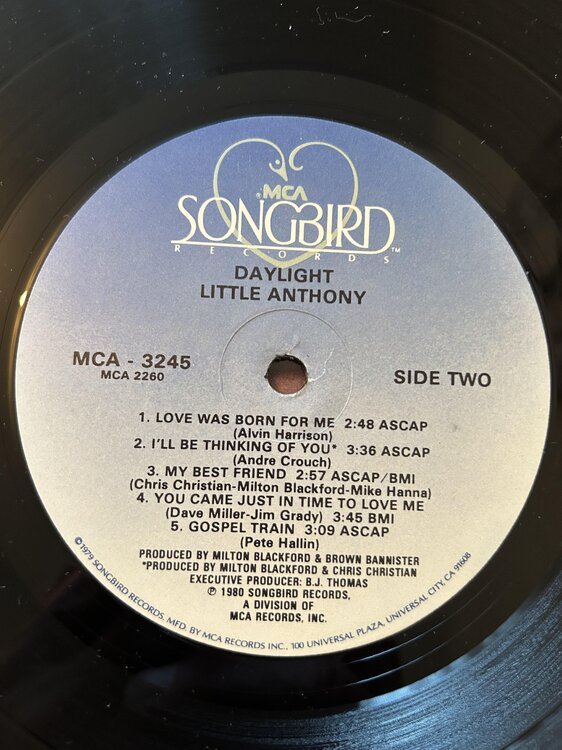 ®MCA
SONGBIRD™
RECORDS
DAYLIGHT
LITTLE ANTHONY
MCA - 3245
MCA 2260
SIDE TWO
1. LOVE WAS BORN FOR ME 2:48 ASCAP
(Alvin Harrison)
2. I'LL BE THINKING OF YOU* 3:36 ASCAP
(Andre Crouch)
3. MY BEST FRIEND 2:57 ASCAP/BMI
(Chris Christian-Milton Blackford-Mike Hanna)
4. YOU CAME JUST IN TIME TO LOVE ME
(Dave Miller-Jim Grady) 3:45 BMI
5. GOSPEL TRAIN 3:09 ASCAP
(Pete Hallin)
PRODUCED BY MILTON BLACKFORD & BROWN BANNISTER
*PRODUCED BY MILTON BLACKFORD & CHRIS CHRISTIAN
EXECUTIVE PRODUCER: B.J. THOMAS
℗ 1980 SONGBIRD RECORDS,
A DIVISION OF
MCA RECORDS, INC.
©1979 SONGBIRD RECORDS, MFD. BY MCA RECORDS INC., 100 UNIVERSAL PLAZA, UNIVERSAL CITY, CA 91608